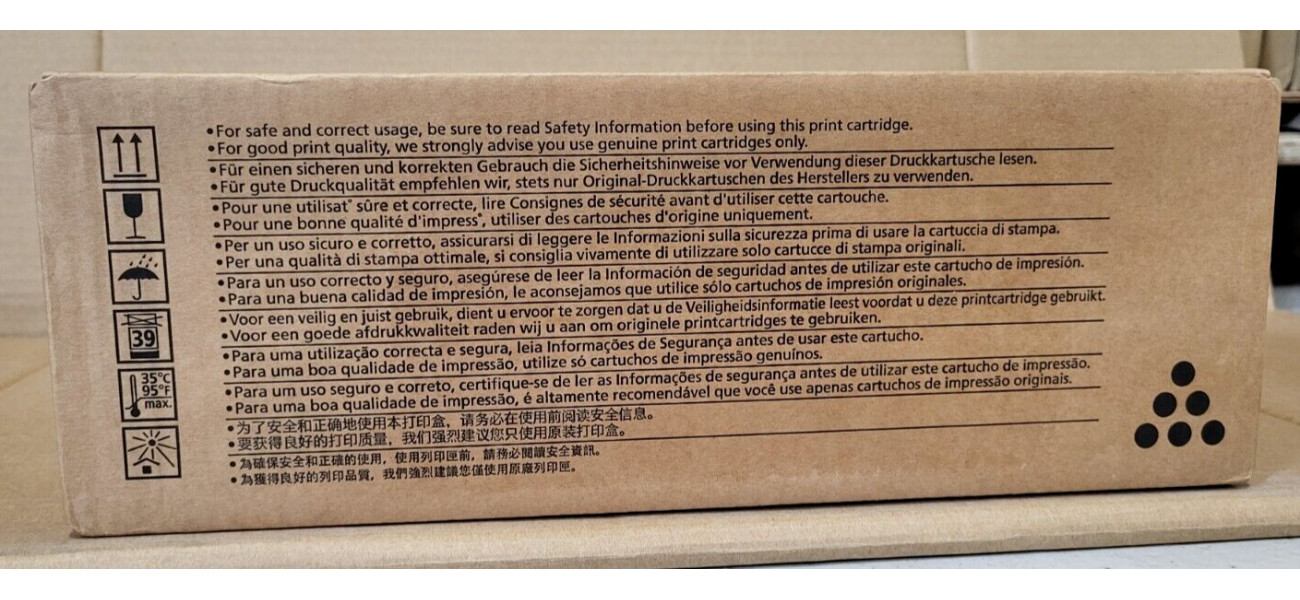 •For safe and correct usage, be sure to read Safety Information before using this print cartridge.
•For good print quality, we strongly advise you use genuine print cartridges only.
•Für einen sicheren und korrekten Gebrauch die Sicherheitshinweise vor Verwendung dieser Druckkartusche lesen.
•Für gute Druckqualität empfehlen wir, stets nur Original-Druckkartuschen des Herstellers zu verwenden.
•Pour une utilisat° sûre et correcte, lire Consignes de sécurité avant d'utiliser cette cartouche.
•Pour une bonne qualité d'impress°, utiliser des cartouches d'origine uniquement.
•Per un uso sicuro e corretto, assicurarsi di leggere le Informazioni sulla sicurezza prima di usare la cartuccia di stampa.
•Per una qualità di stampa ottimale, si consiglia vivamente di utilizzare solo cartucce di stampa originali.
•Para un uso correcto y seguro, asegúrese de leer la Información de seguridad antes de utilizar este cartucho de impresión.
•Para una buena calidad de impresión, le aconsejamos que utilice sólo cartuchos de impresión originales.
•Voor een veilig en juist gebruik, dient u ervoor te zorgen dat u de Veiligheidsinformatie leest voordat u deze printcartridge gebruikt.
•Voor een goede afdrukkwaliteit raden wij u aan om originele printcartridges te gebruiken.
•Para uma utilização correcta e segura, leia Informações de Segurança antes de usar este cartucho.
•Para uma boa qualidade de impressão, utilize só cartuchos de impressão genuínos.
•Para um uso seguro e correto, certifique-se de ler as Informações de segurança antes de utilizar este cartucho de impressão.
•Para uma boa qualidade de impressão, é altamente recomendável que você use apenas cartuchos de impressão originais.
•为了安全和正确地使用本打印盒，请务必在使用前阅读安全信息。
•要获得良好的打印质量，我们强烈建议您只使用原装打印盒。
•為確保安全和正確的使用，使用列印匣前，請務必閱讀安全資訊。
•為獲得良好的列印品質，我們強烈建議您僅使用原廠列印匣。
39
35°C
95°F
max.